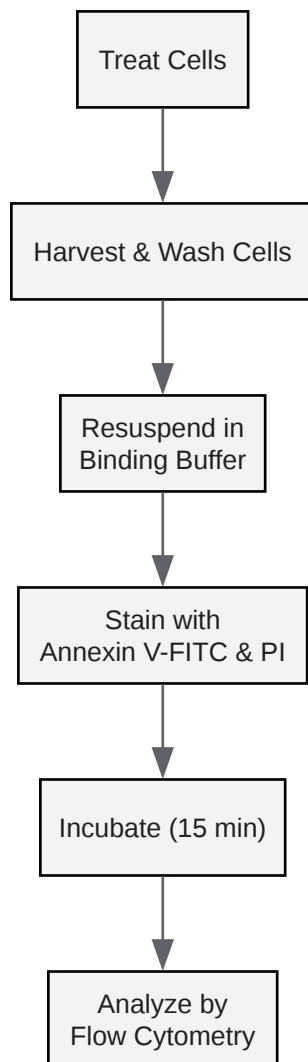 Treat Cells
Harvest & Wash Cells
Resuspend in
Binding Buffer
Stain with
Annexin V-FITC & PI
Incubate (15 min)
Analyze by
Flow Cytometry